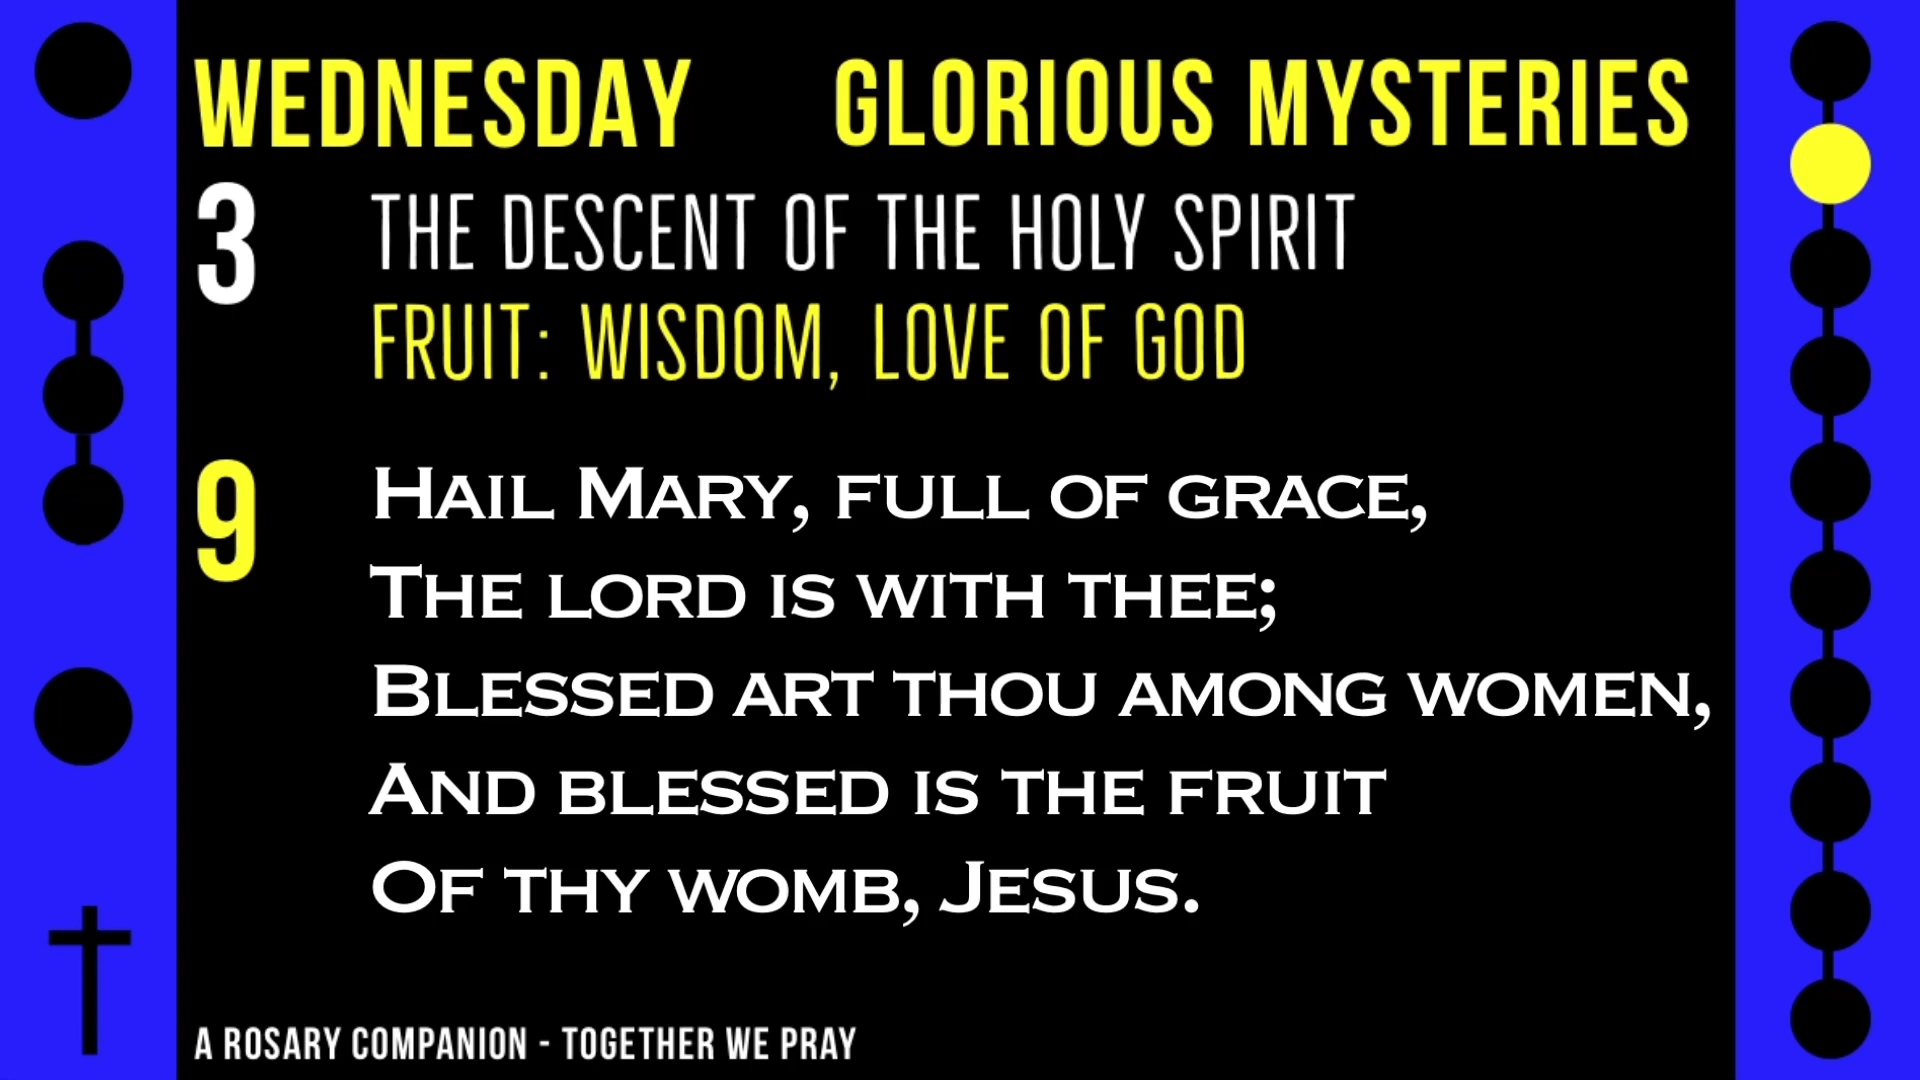 WEDNESDAY GLORIOUS MYSTERIES
3 THE DESCENT OF THE HOLY SPIRIT
FRUIT: WISDOM, LOVE OF GOD
9 HAIL MARY, FULL OF GRACE,
THE LORD IS WITH THEE;
BLESSED ART THOU AMONG WOMEN,
AND BLESSED IS THE FRUIT
OF THY WOMB, JESUS.
A ROSARY COMPANION - TOGETHER WE PRAY